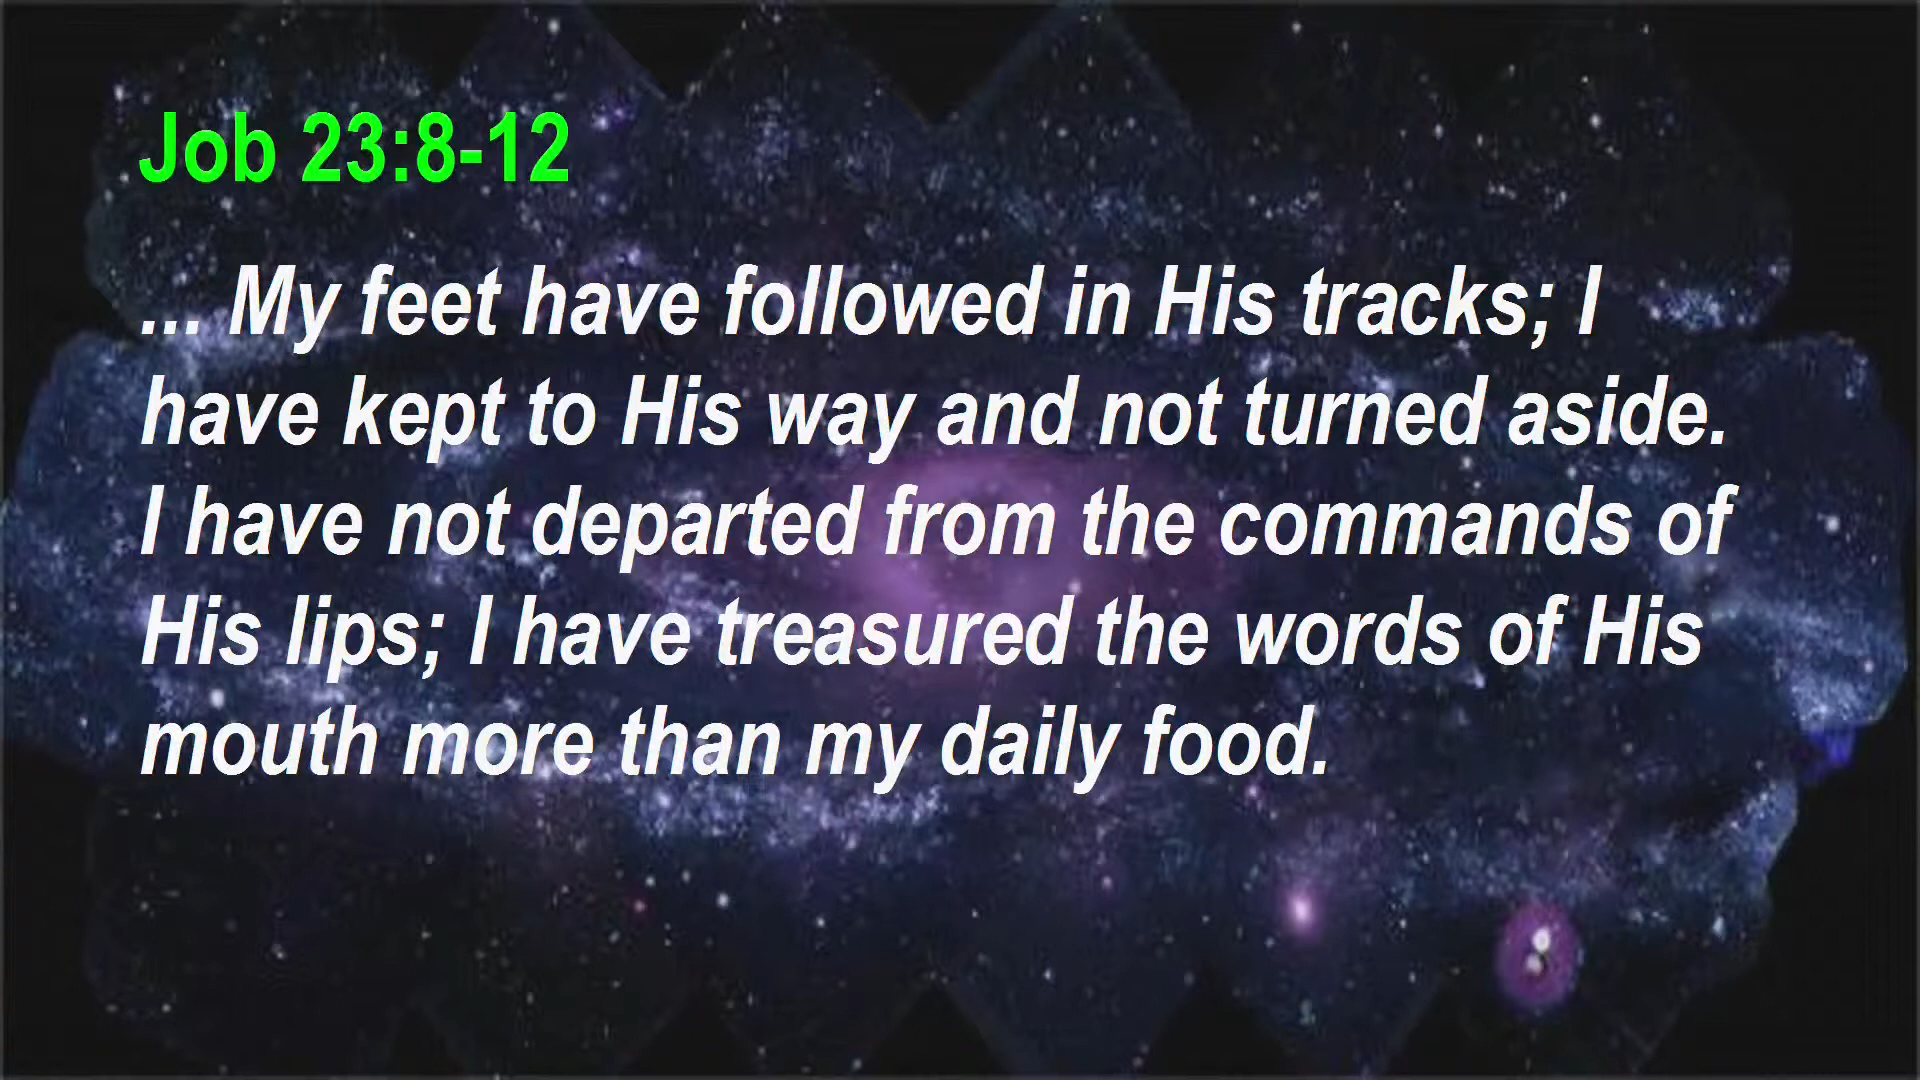 Job 23:8-12
... My feet have followed in His tracks; I
have kept to His way and not turned aside.
I have not departed from the commands of
His lips; I have treasured the words of His
mouth more than my daily food.